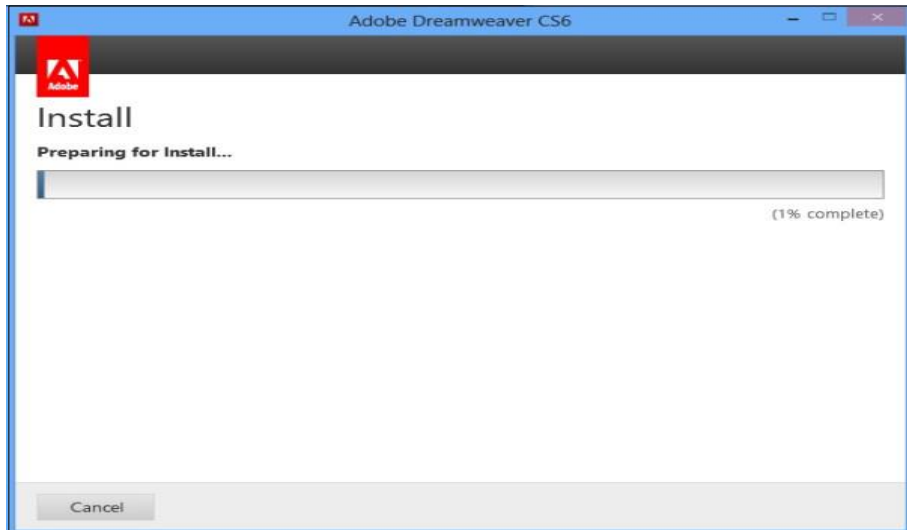 Adobe Dreamweaver CS6
Adobe
Install
Preparing for Install...
(1% complete)
Cancel